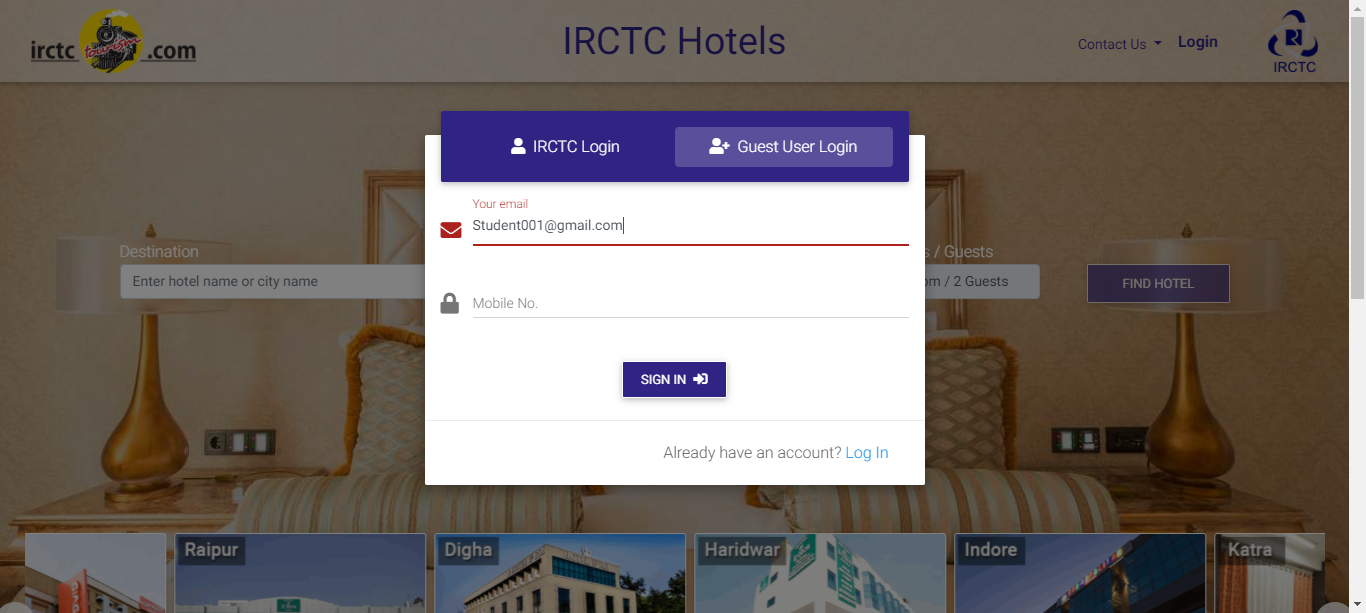 irctc tourism .com
IRCTC Hotels
Contact Us
Login
IRCTC
IRCTC Login
Guest User Login
Your email
Student001@gmail.com
Destination
s / Guests
Enter hotel name or city name
om / 2 Guests
FIND HOTEL
Mobile No.
SIGN IN
Already have an account? Log In
Raipur
Digha
Haridwar
Indore
Katra